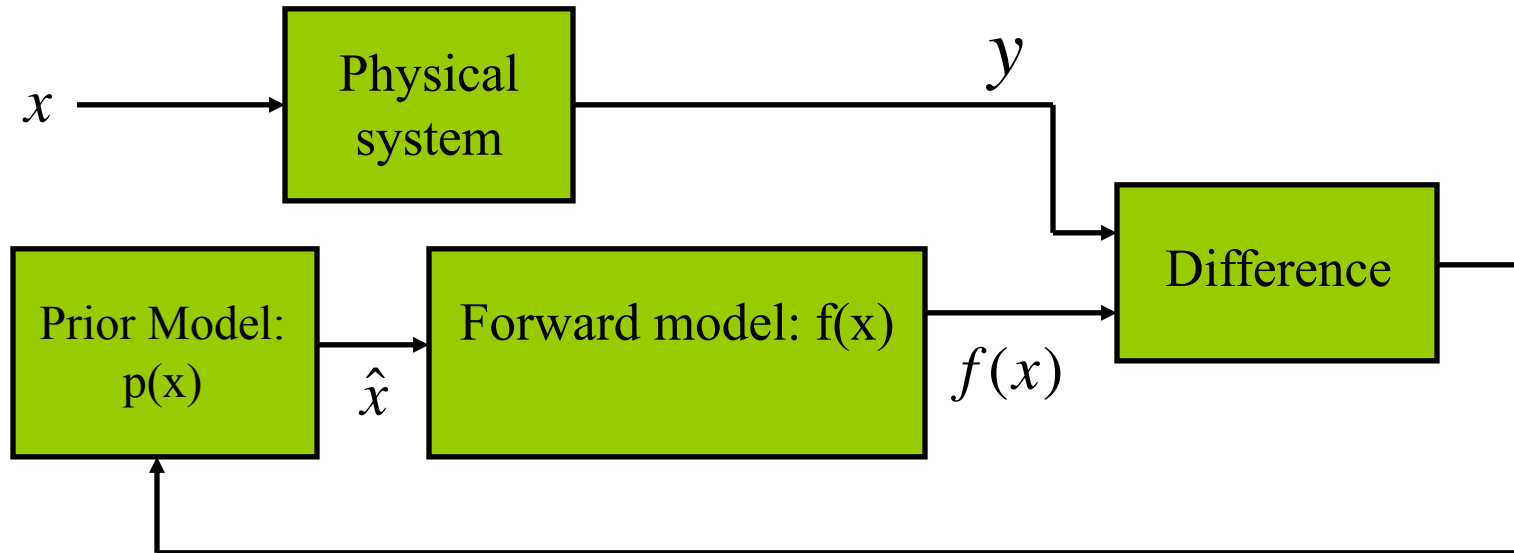 x
Physical
system
y
Difference
Prior Model:
p(x)
x̂
Forward model: f(x)
f(x)